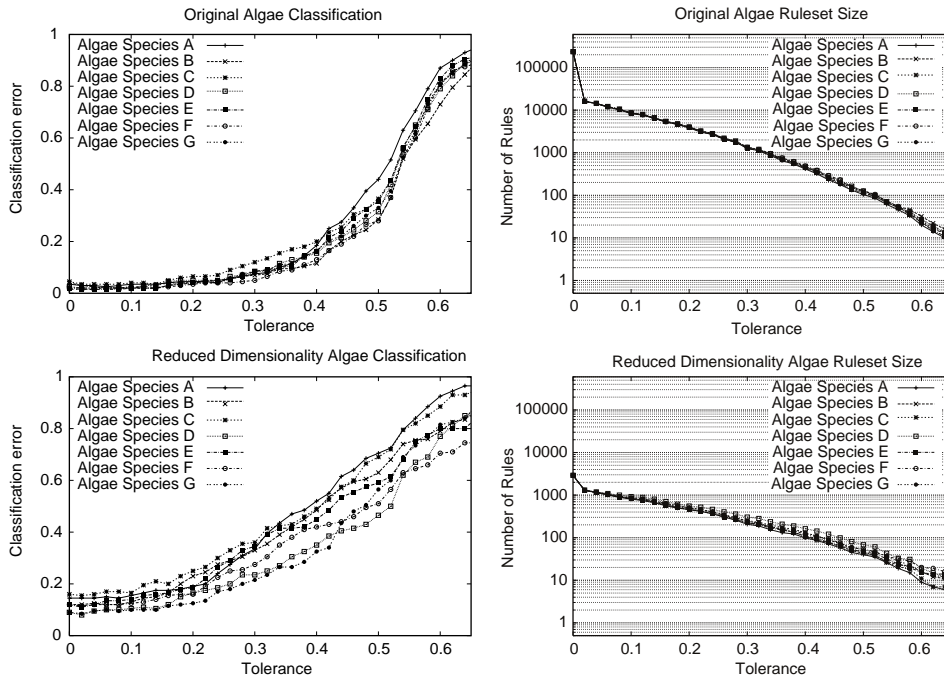 Original Algae Classification
Classification error
1
0.8
0.6
0.4
0.2
0
Algae Species A
Algae Species B
Algae Species C
Algae Species D
Algae Species E
Algae Species F
Algae Species G
0 0.1 0.2 0.3 0.4 0.5 0.6
Tolerance
Original Algae Ruleset Size
Number of Rules
100000
10000
1000
100
10
1
Algae Species A
Algae Species B
Algae Species C
Algae Species D
Algae Species E
Algae Species F
Algae Species G
0 0.1 0.2 0.3 0.4 0.5 0.6
Tolerance
Reduced Dimensionality Algae Classification
Classification error
1
0.8
0.6
0.4
0.2
0
Algae Species A
Algae Species B
Algae Species C
Algae Species D
Algae Species E
Algae Species F
Algae Species G
0 0.1 0.2 0.3 0.4 0.5 0.6
Tolerance
Reduced Dimensionality Algae Ruleset Size
Number of Rules
100000
10000
1000
100
10
1
Algae Species A
Algae Species B
Algae Species C
Algae Species D
Algae Species E
Algae Species F
Algae Species G
0 0.1 0.2 0.3 0.4 0.5 0.6
Tolerance